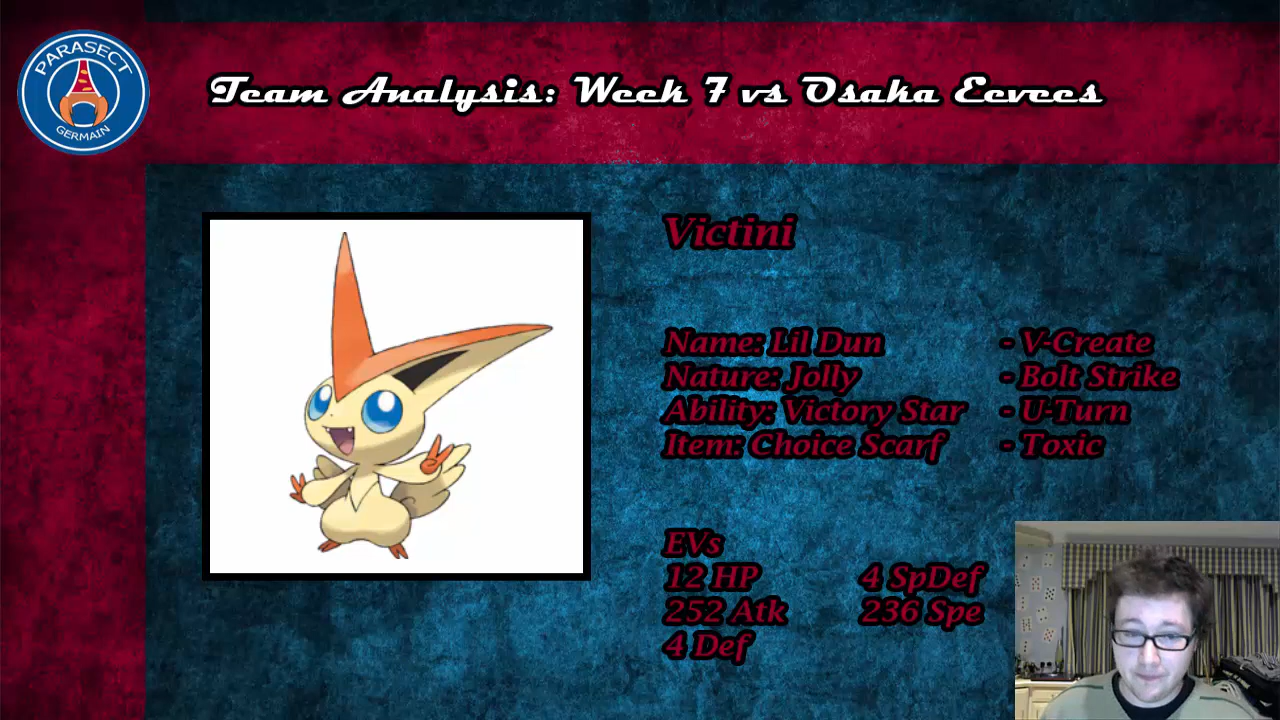 PARASECT
GERMAIN
Team Analysis: Week 7 vs Osaka Eevees
Victini
Name: Lil Dun
Nature: Jolly
Ability: Victory Star
Item: Choice Scarf
- V-Create
- Bolt Strike
- U-Turn
- Toxic
EVs
12 HP
252 Atk
4 Def
4 SpDef
236 Spe